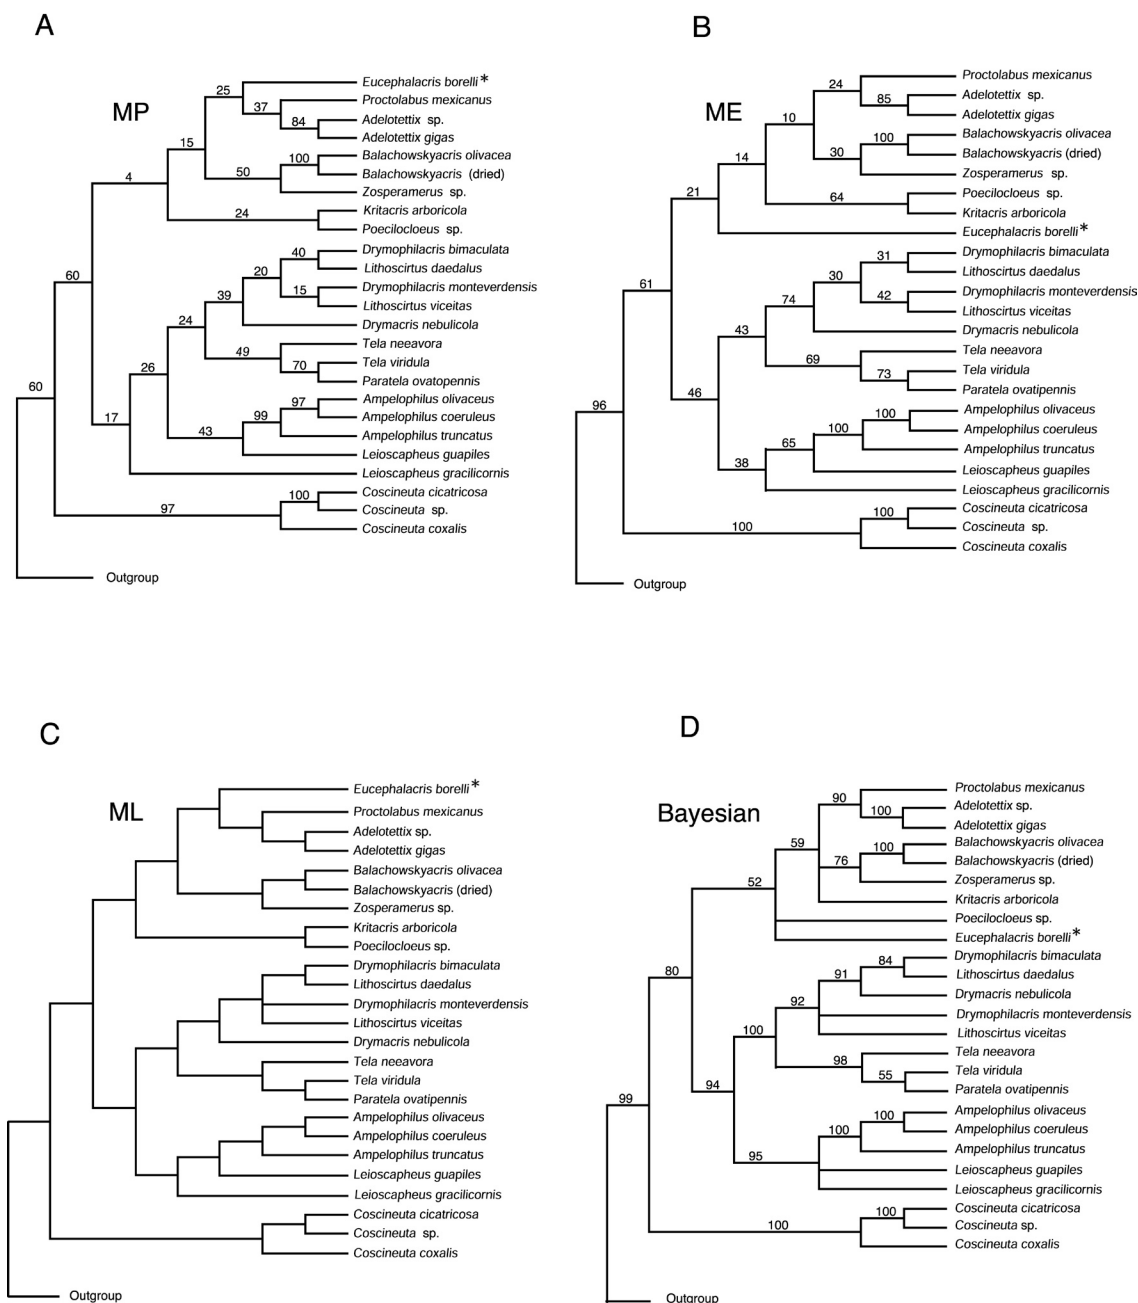 A
MP
25
Eucephalacris borelli*
37
Proctolabus mexicanus
84
Adelotettix sp.
Adelotettix gigas
15
100
Balachowskyacris olivacea
Balachowskyacris (dried)
50
Zosperamerus sp.
4
24
Kritacris arboricola
Poecilocloeus sp.
60
40
Drymophilacris bimaculata
Lithoscirtus daedalus
20
15
Drymophilacris monteverdensis
Lithoscirtus viceitas
39
Drymacris nebulicola
24
49
Tela neeavora
70
Tela viridula
Paratela ovatopennis
26
97
Ampelophilus olivaceus
99
Ampelophilus coeruleus
43
Ampelophilus truncatus
Leioscapheus guapiles
17
Leioscapheus gracilicornis
60
100
Coscineuta cicatricosa
97
Coscineuta sp.
Coscineuta coxalis
Outgroup
B
ME
24
Proctolabus mexicanus
85
Adelotettix sp.
Adelotettix gigas
10
100
Balachowskyacris olivacea
30
Balachowskyacris (dried)
Zosperamerus sp.
14
64
Poecilocloeus sp.
Kritacris arboricola
21
Eucephalacris borelli*
61
31
Drymophilacris bimaculata
Lithoscirtus daedalus
30
42
Drymophilacris monteverdensis
Lithoscirtus viceitas
74
Drymacris nebulicola
43
69
Tela neeavora
73
Tela viridula
Paratela ovatipennis
46
100
Ampelophilus olivaceus
100
Ampelophilus coeruleus
65
Ampelophilus truncatus
38
Leioscapheus guapiles
Leioscapheus gracilicornis
96
100
Coscineuta cicatricosa
100
Coscineuta sp.
Coscineuta coxalis
Outgroup
C
ML
Eucephalacris borelli*
Proctolabus mexicanus
Adelotettix sp.
Adelotettix gigas
Balachowskyacris olivacea
Balachowskyacris (dried)
Zosperamerus sp.
Kritacris arboricola
Poecilocloeus sp.
Drymophilacris bimaculata
Lithoscirtus daedalus
Drymophilacris monteverdensis
Lithoscirtus viceitas
Drymacris nebulicola
Tela neeavora
Tela viridula
Paratela ovatipennis
Ampelophilus olivaceus
Ampelophilus coeruleus
Ampelophilus truncatus
Leioscapheus guapiles
Leioscapheus gracilicornis
Coscineuta cicatricosa
Coscineuta sp.
Coscineuta coxalis
Outgroup
D
Bayesian
90
Proctolabus mexicanus
100
Adelotettix sp.
Adelotettix gigas
59
100
Balachowskyacris olivacea
76
Balachowskyacris (dried)
Zosperamerus sp.
52
Kritacris arboricola
Poecilocloeus sp.
Eucephalacris borelli*
80
84
Drymophilacris bimaculata
91
Lithoscirtus daedalus
Drymacris nebulicola
92
Drymophilacris monteverdensis
Lithoscirtus viceitas
100
98
Tela neeavora
55
Tela viridula
Paratela ovatipennis
94
100
Ampelophilus olivaceus
100
Ampelophilus coeruleus
Ampelophilus truncatus
95
Leioscapheus guapiles
Leioscapheus gracilicornis
99
100
Coscineuta cicatricosa
100
Coscineuta sp.
Coscineuta coxalis
Outgroup